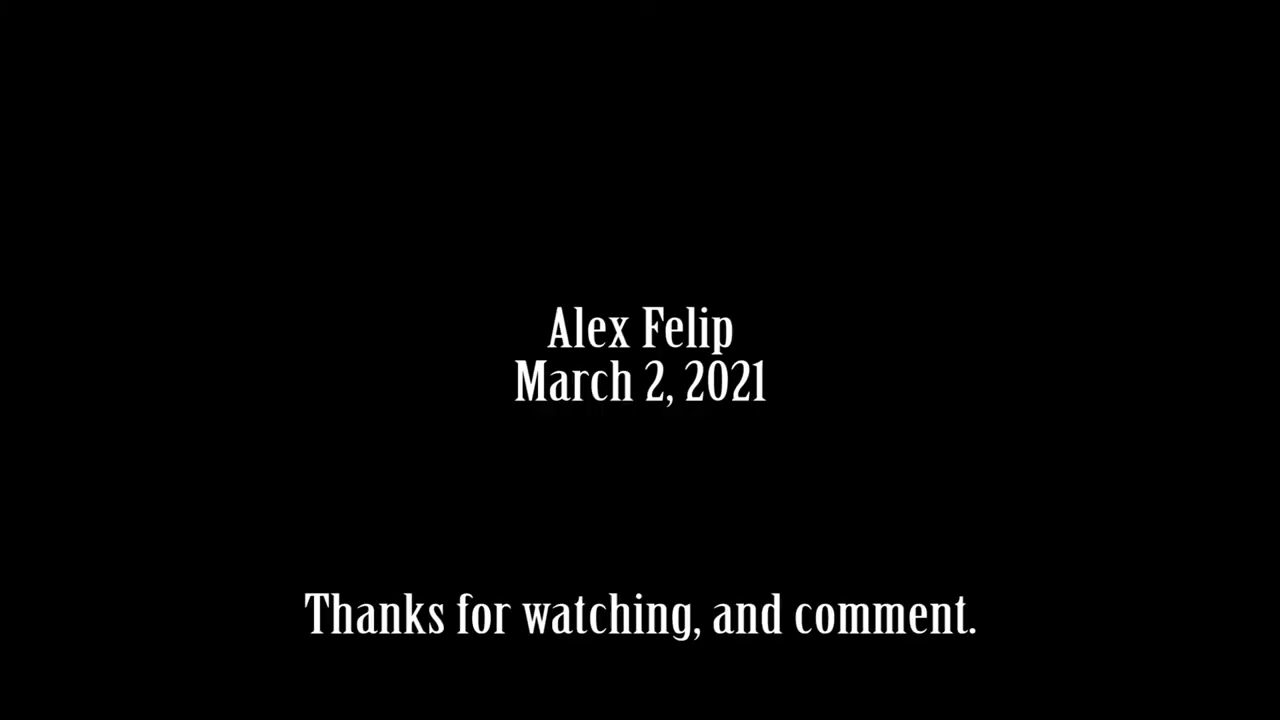 Alex Felip
March 2, 2021
Thanks for watching, and comment.